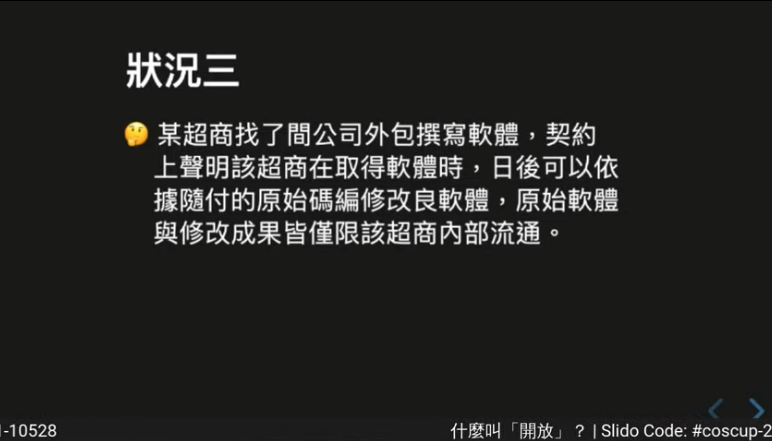 狀況三
🤔 某超商找了間公司外包撰寫軟體，契約
上聲明該超商在取得軟體時，日後可以依
據隨付的原始碼編修改良軟體，原始軟體
與修改成果皆僅限該超商內部流通。
1-10528
什麼叫「開放」？ | Slido Code: #coscup-2